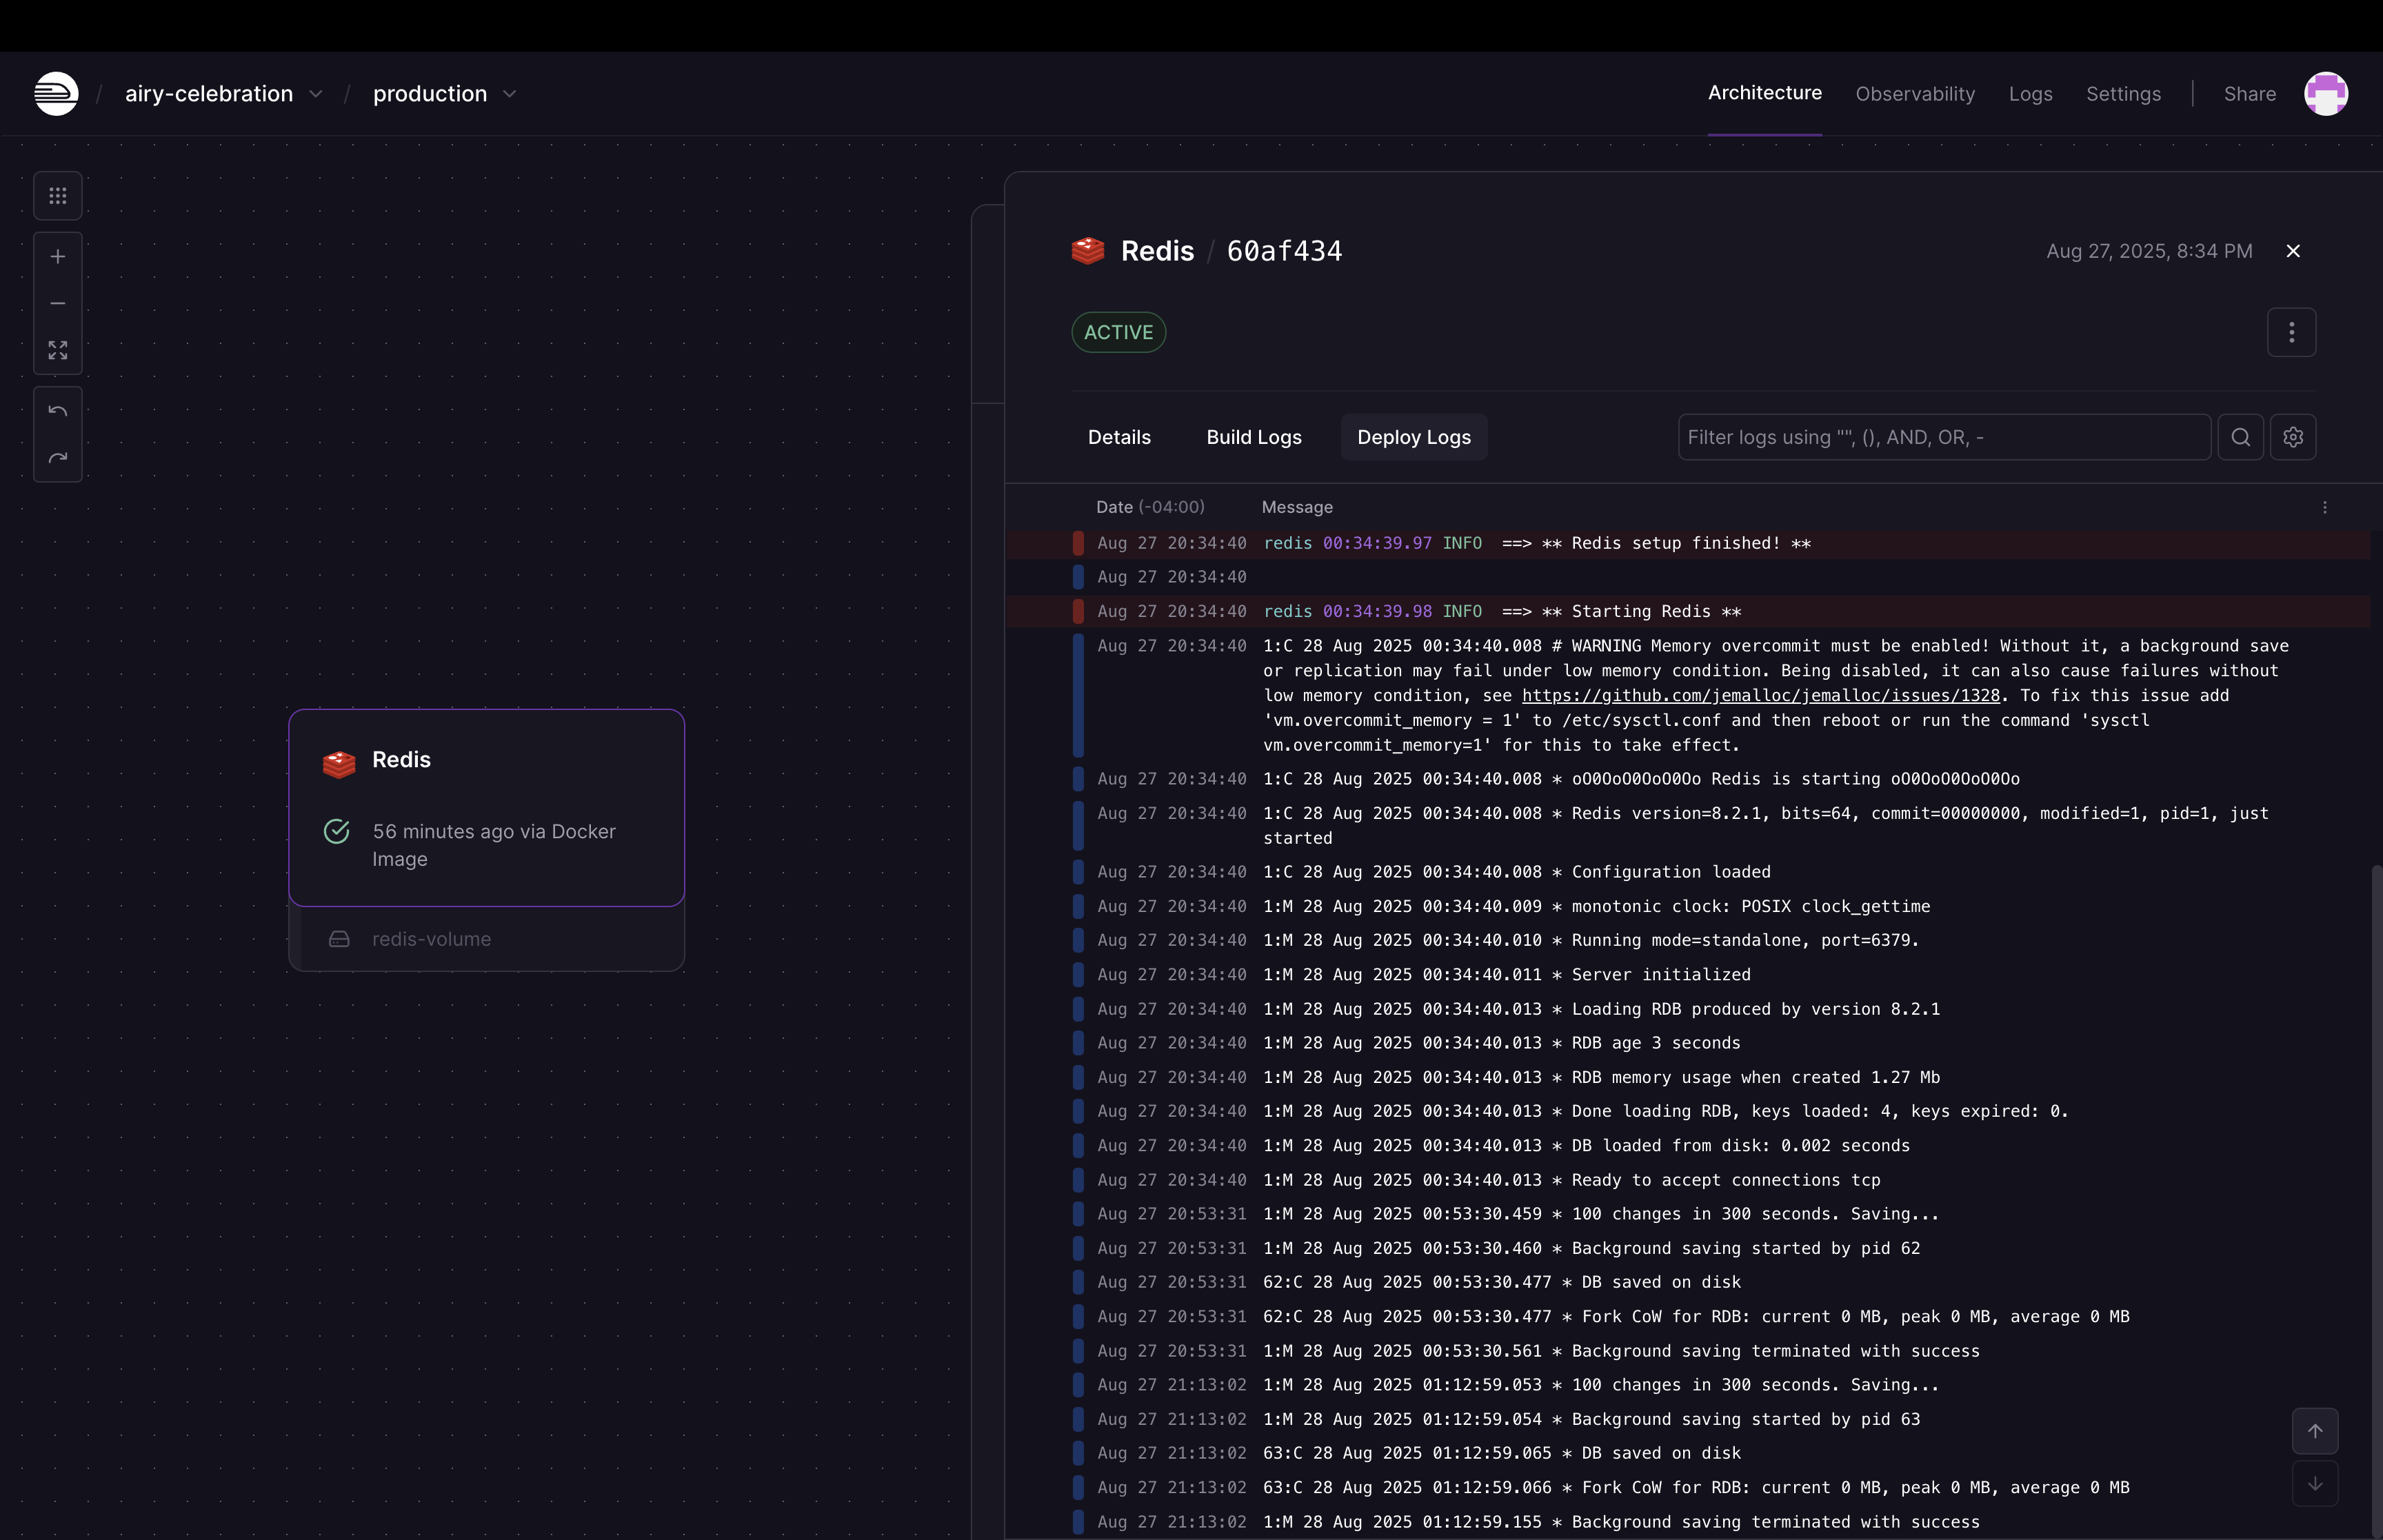 / airy-celebration / production
Architecture Observability Logs Settings | Share
Redis / 60af434
Aug 27, 2025, 8:34 PM
ACTIVE
Details Build Logs Deploy Logs
Filter logs using "", (), AND, OR, -
Date (-04:00) Message
Aug 27 20:34:40 redis 00:34:39.97 INFO ==> ** Redis setup finished! **
Aug 27 20:34:40
Aug 27 20:34:40 redis 00:34:39.98 INFO ==> ** Starting Redis **
Aug 27 20:34:40 1:C 28 Aug 2025 00:34:40.008 # WARNING Memory overcommit must be enabled! Without it, a background save
or replication may fail under low memory condition. Being disabled, it can also cause failures without
low memory condition, see https://github.com/jemalloc/jemalloc/issues/1328. To fix this issue add
'vm.overcommit_memory = 1' to /etc/sysctl.conf and then reboot or run the command 'sysctl
vm.overcommit_memory=1' for this to take effect.
Aug 27 20:34:40 1:C 28 Aug 2025 00:34:40.008 * oO0OoO0OoO0Oo Redis is starting oO0OoO0OoO0Oo
Aug 27 20:34:40 1:C 28 Aug 2025 00:34:40.008 * Redis version=8.2.1, bits=64, commit=00000000, modified=1, pid=1, just
started
Aug 27 20:34:40 1:C 28 Aug 2025 00:34:40.008 * Configuration loaded
Aug 27 20:34:40 1:M 28 Aug 2025 00:34:40.009 * monotonic clock: POSIX clock_gettime
Aug 27 20:34:40 1:M 28 Aug 2025 00:34:40.010 * Running mode=standalone, port=6379.
Aug 27 20:34:40 1:M 28 Aug 2025 00:34:40.011 * Server initialized
Aug 27 20:34:40 1:M 28 Aug 2025 00:34:40.013 * Loading RDB produced by version 8.2.1
Aug 27 20:34:40 1:M 28 Aug 2025 00:34:40.013 * RDB age 3 seconds
Aug 27 20:34:40 1:M 28 Aug 2025 00:34:40.013 * RDB memory usage when created 1.27 Mb
Aug 27 20:34:40 1:M 28 Aug 2025 00:34:40.013 * Done loading RDB, keys loaded: 4, keys expired: 0.
Aug 27 20:34:40 1:M 28 Aug 2025 00:34:40.013 * DB loaded from disk: 0.002 seconds
Aug 27 20:34:40 1:M 28 Aug 2025 00:34:40.013 * Ready to accept connections tcp
Aug 27 20:53:31 1:M 28 Aug 2025 00:53:30.459 * 100 changes in 300 seconds. Saving...
Aug 27 20:53:31 1:M 28 Aug 2025 00:53:30.460 * Background saving started by pid 62
Aug 27 20:53:31 62:C 28 Aug 2025 00:53:30.477 * DB saved on disk
Aug 27 20:53:31 62:C 28 Aug 2025 00:53:30.477 * Fork CoW for RDB: current 0 MB, peak 0 MB, average 0 MB
Aug 27 20:53:31 1:M 28 Aug 2025 00:53:30.561 * Background saving terminated with success
Aug 27 21:13:02 1:M 28 Aug 2025 01:12:59.053 * 100 changes in 300 seconds. Saving...
Aug 27 21:13:02 1:M 28 Aug 2025 01:12:59.054 * Background saving started by pid 63
Aug 27 21:13:02 63:C 28 Aug 2025 01:12:59.065 * DB saved on disk
Aug 27 21:13:02 63:C 28 Aug 2025 01:12:59.066 * Fork CoW for RDB: current 0 MB, peak 0 MB, average 0 MB
Aug 27 21:13:02 1:M 28 Aug 2025 01:12:59.155 * Background saving terminated with success
Redis
56 minutes ago via Docker
Image
redis-volume